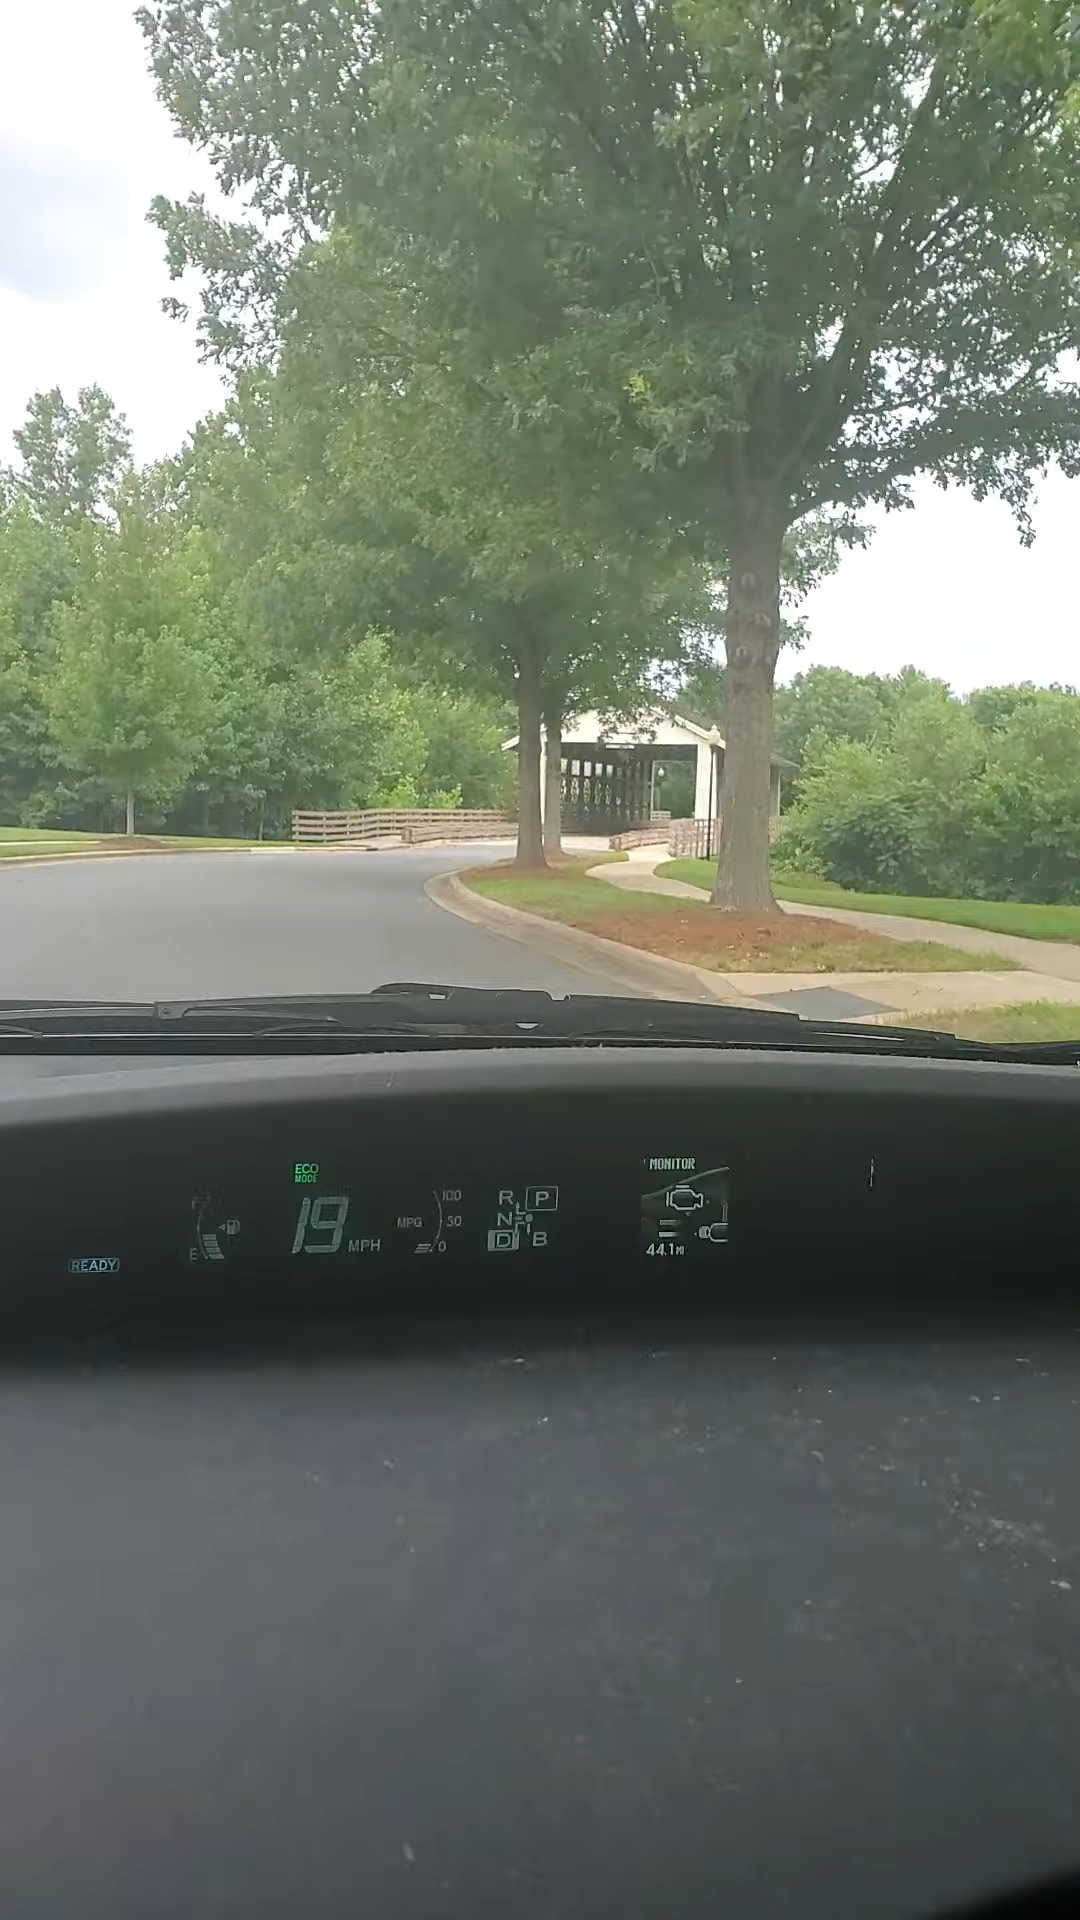 ECO
MODE
F
E
19 MPH
MPG
100
50
0
R P
L
N
D B
MONITOR
44.1MI
READY